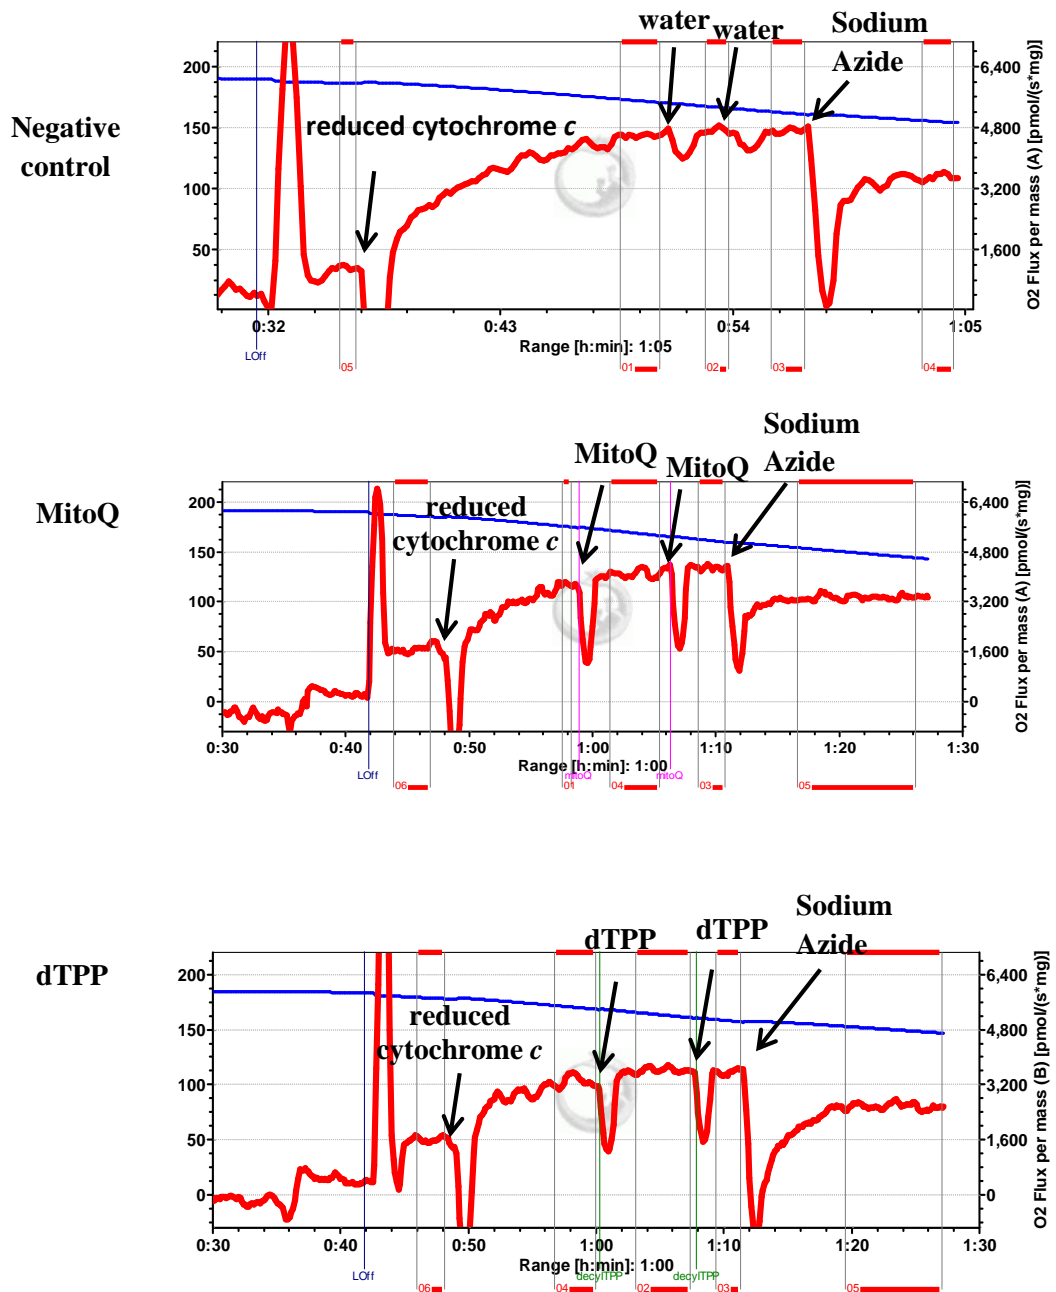 water water Sodium
Azide
Negative
control
reduced cytochrome c
200
150
100
50
6,400
4,800
3,200
1,600
O2 Flux per mass (A) [pmol/(s*mg)]
0:32 0:43 0:54 1:05
Range [h:min]: 1:05
LOff
05 01 02 03 04
Sodium
Azide
MitoQ MitoQ
MitoQ
reduced
cytochrome c
200
150
100
50
0
6,400
4,800
3,200
1,600
0
O2 Flux per mass (A) [pmol/(s*mg)]
0:30 0:40 0:50 1:00 1:10 1:20 1:30
Range [h:min]: 1:00
LOff mitoQ mitoQ
06 01 04 03 05
Sodium
Azide
dTPP dTPP
dTPP
reduced
cytochrome c
200
150
100
50
0
6,400
4,800
3,200
1,600
0
O2 Flux per mass (B) [pmol/(s*mg)]
0:30 0:40 0:50 1:00 1:10 1:20 1:30
Range [h:min]: 1:00
LOff decylTPP decylTPP
06 04 02 03 05